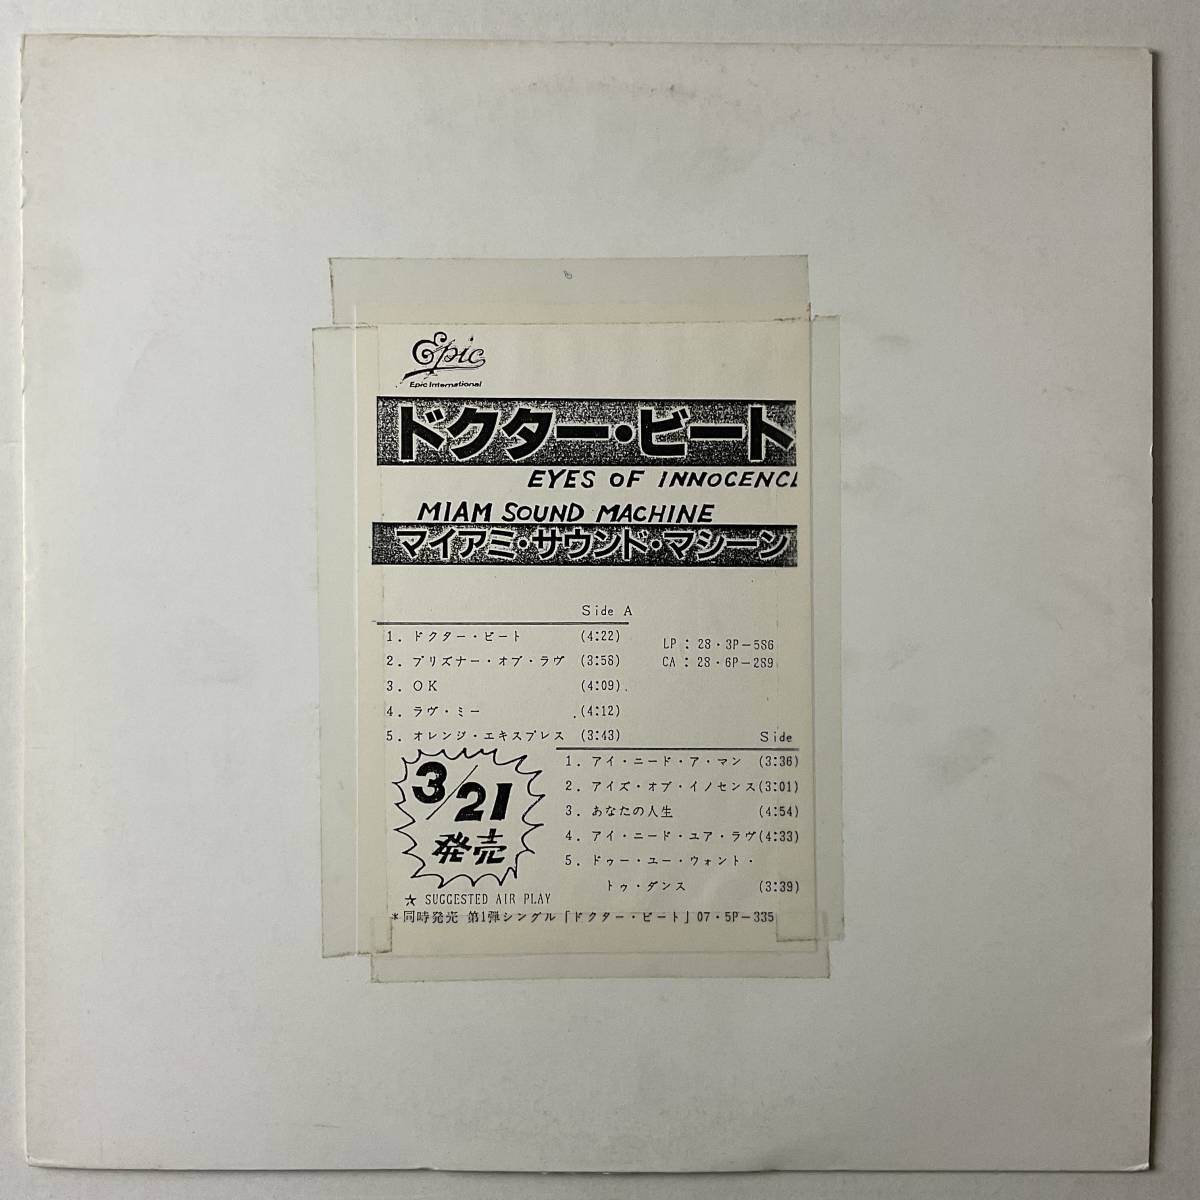 Epic
Epic International
ドクター・ビート
EYES OF INNOCENCE
MIAM SOUND MACHINE
マイアミ・サウンド・マシーン
Side A
1. ドクター・ビート (4:22)
2. プリズナー・オブ・ラヴ (3:58)
3. OK (4:09)
4. ラヴ・ミー (4:12)
5. オレンジ・エキスプレス (3:43)
LP : 28・3P-586
CA : 28・6P-289
Side
1. アイ・ニード・ア・マン (3:36)
2. アイズ・オブ・イノセンス (3:01)
3. あなたの人生 (4:54)
4. アイ・ニード・ユア・ラヴ (4:33)
5. ドゥー・ユー・ウォント・
トゥ・ダンス (3:39)
3/21
発売
☆ SUGGESTED AIR PLAY
*同時発売 第1弾シングル「ドクター・ビート」07・5P-335